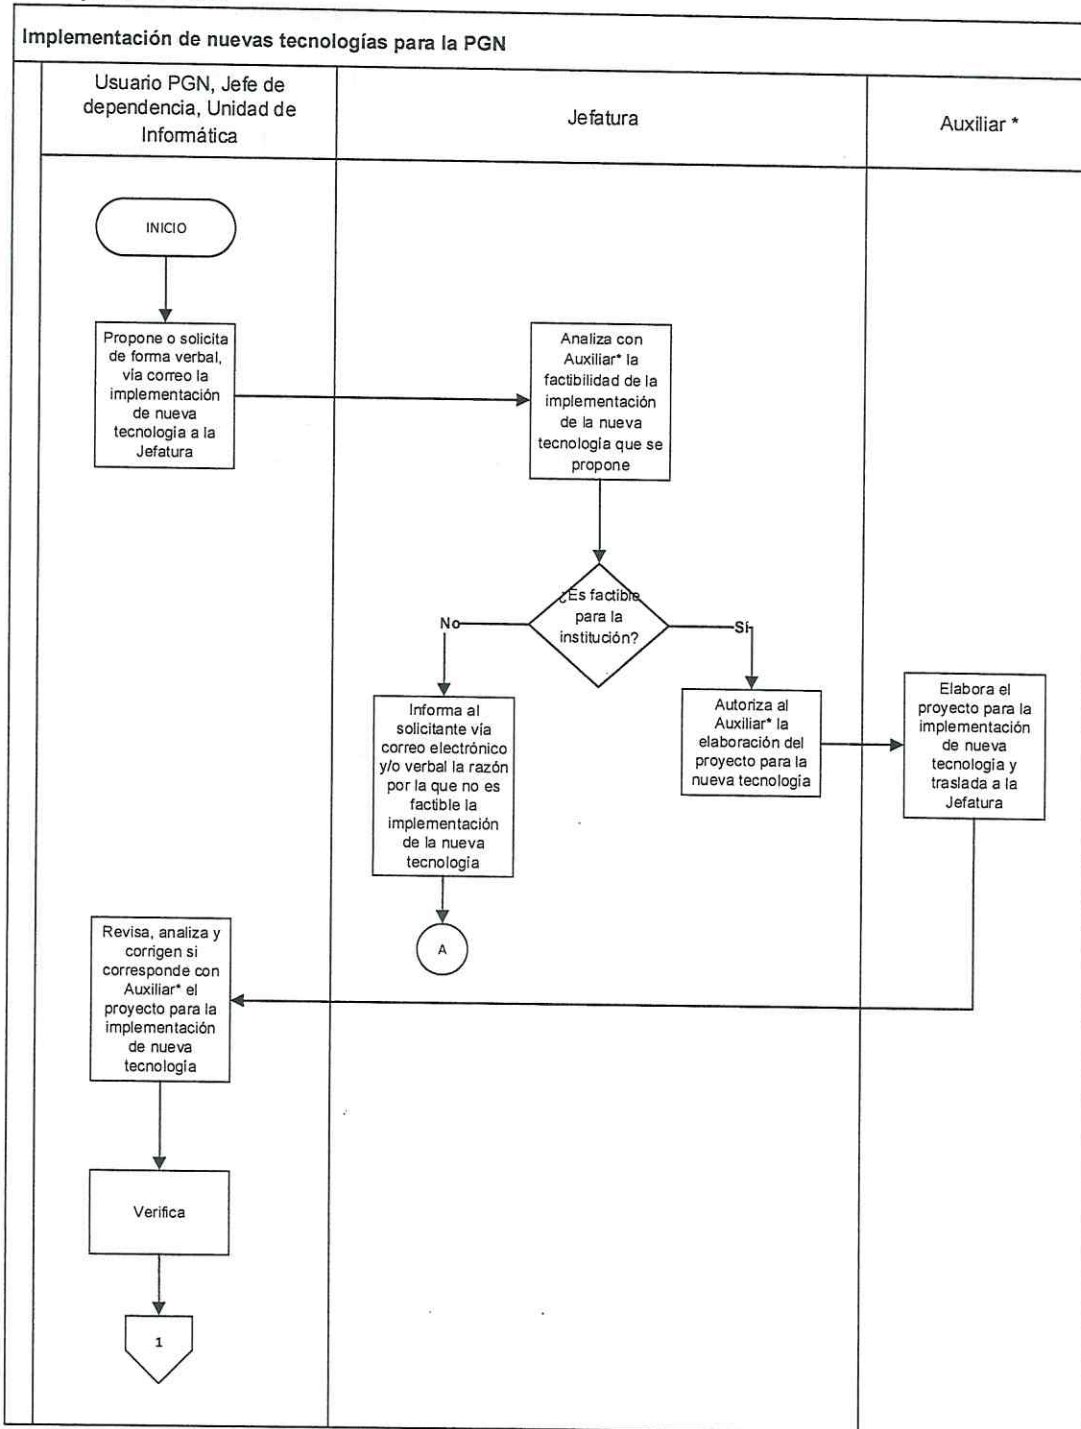 Implementación de nuevas tecnologías para la PGN
Usuario PGN, Jefe de
dependencia, Unidad de
Informática
Jefatura
Auxiliar *
INICIO
Propone o solicita
de forma verbal,
vía correo la
implementación
de nueva
tecnología a la
Jefatura
Analiza con
Auxiliar* la
factibilidad de la
implementación
de la nueva
tecnología que se
propone
¿Es factible
para la
institución?
No
Sí
Informa al
solicitante vía
correo electrónico
y/o verbal la razón
por la que no es
factible la
implementación
de la nueva
tecnología
Autoriza al
Auxiliar* la
elaboración del
proyecto para la
nueva tecnología
Elabora el
proyecto para la
implementación
de nueva
tecnología y
traslada a la
Jefatura
A
Revisa, analiza y
corrigen si
corresponde con
Auxiliar* el
proyecto para la
implementación
de nueva
tecnología
Verifica
1